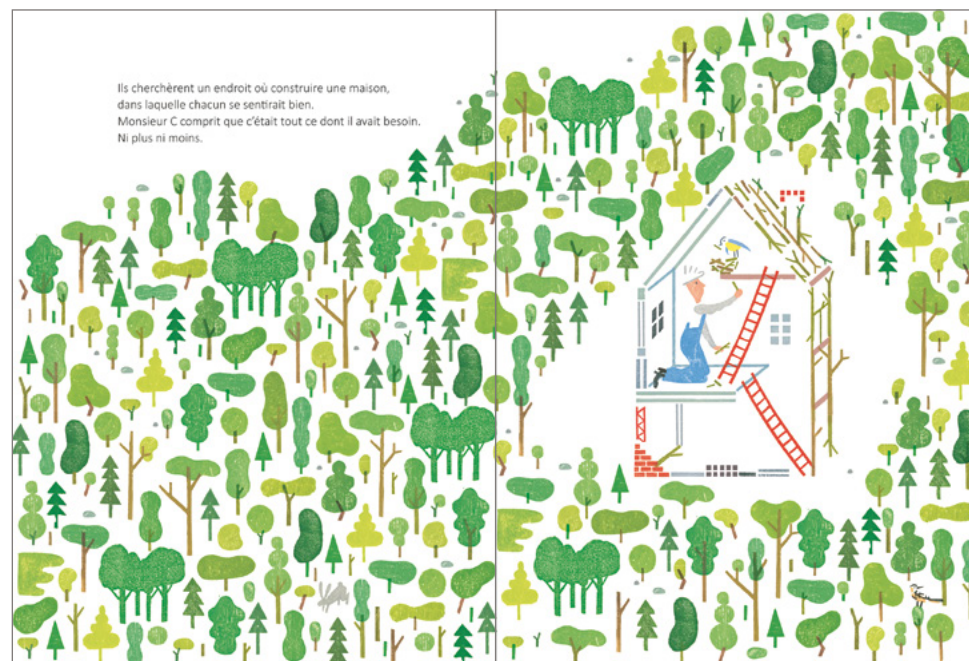 Ils cherchèrent un endroit où construire une maison,
dans laquelle chacun se sentirait bien.
Monsieur C comprit que c'était tout ce dont il avait besoin.
Ni plus ni moins.